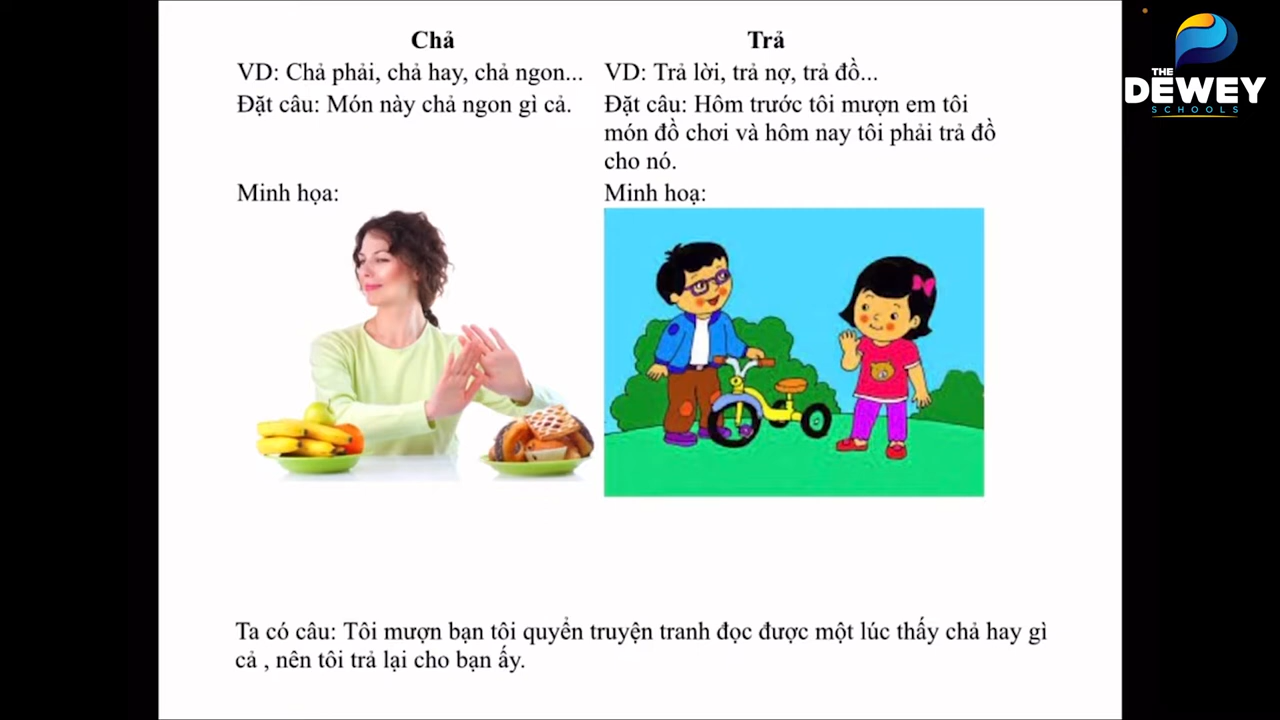 Chả
VD: Chả phải, chả hay, chả ngon...
Đặt câu: Món này chả ngon gì cả.
Minh họa:
Trả
VD: Trả lời, trả nợ, trả đồ...
Đặt câu: Hôm trước tôi mượn em tôi
món đồ chơi và hôm nay tôi phải trả đồ
cho nó.
Minh hoạ:
Ta có câu: Tôi mượn bạn tôi quyển truyện tranh đọc được một lúc thấy chả hay gì
cả , nên tôi trả lại cho bạn ấy.
THE
DEWEY
SCHOOLS